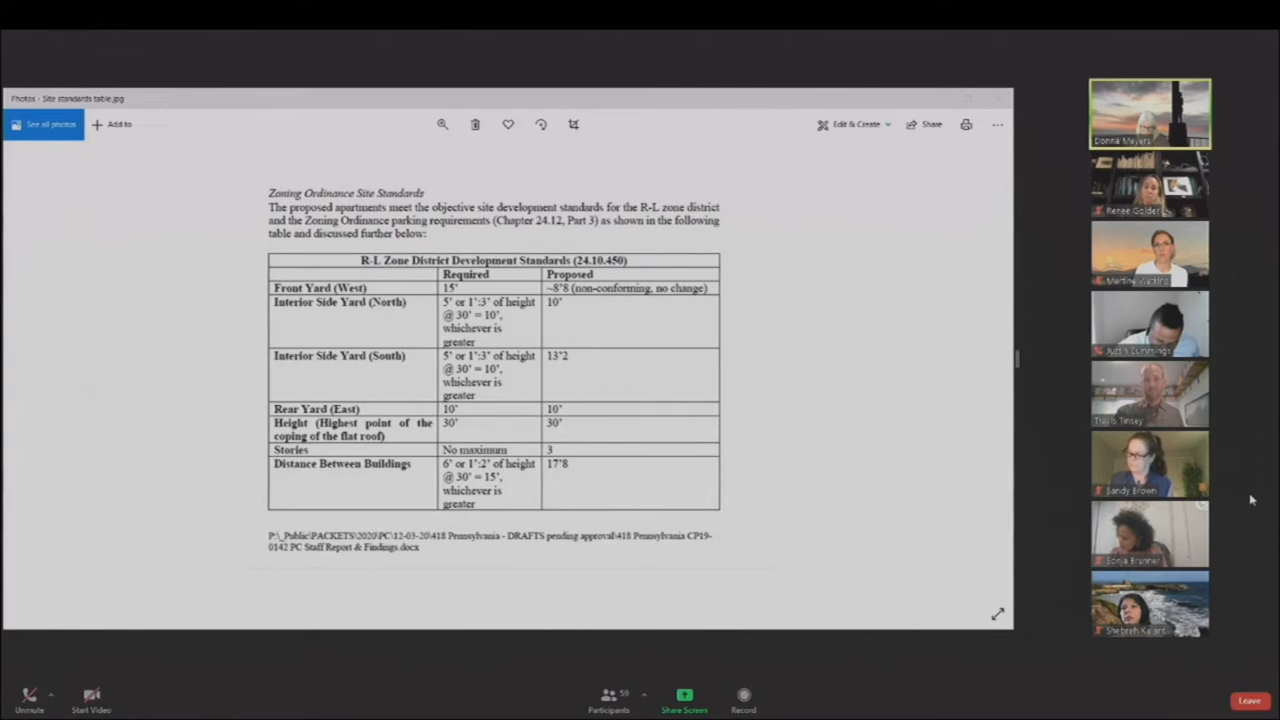 Photos - Site standards table.jpg
See all photos
Add to
Edit & Create
Share
Zoning Ordinance Site Standards
The proposed apartments meet the objective site development standards for the R-L zone district
and the Zoning Ordinance parking requirements (Chapter 24.12, Part 3) as shown in the following
table and discussed further below:
R-L Zone District Development Standards (24.10.450)
Required Proposed
Front Yard (West) 15' ~8'8 (non-conforming, no change)
Interior Side Yard (North) 5' or 1':3' of height 10'
@ 30' = 10',
whichever is
greater
Interior Side Yard (South) 5' or 1':3' of height 13'2
@ 30' = 10',
whichever is
greater
Rear Yard (East) 10' 10'
Height (Highest point of the 30' 30'
coping of the flat roof)
Stories No maximum 3
Distance Between Buildings 6' or 1':2' of height 17'8
@ 30' = 15',
whichever is
greater
P:\_Public\PACKETS\2020\PC\12-03-20\418 Pennsylvania - DRAFTS pending approval\418 Pennsylvania CP19-
0142 PC Staff Report & Findings.docx
Donna Meyers
Renee Golder
Martine Watkins
Justin Cummings
Travis Tinsey
Sandy Brown
Sonja Brunner
Shebreh Kalant
Unmute
Start Video
59
Participants
Share Screen
Record
Leave